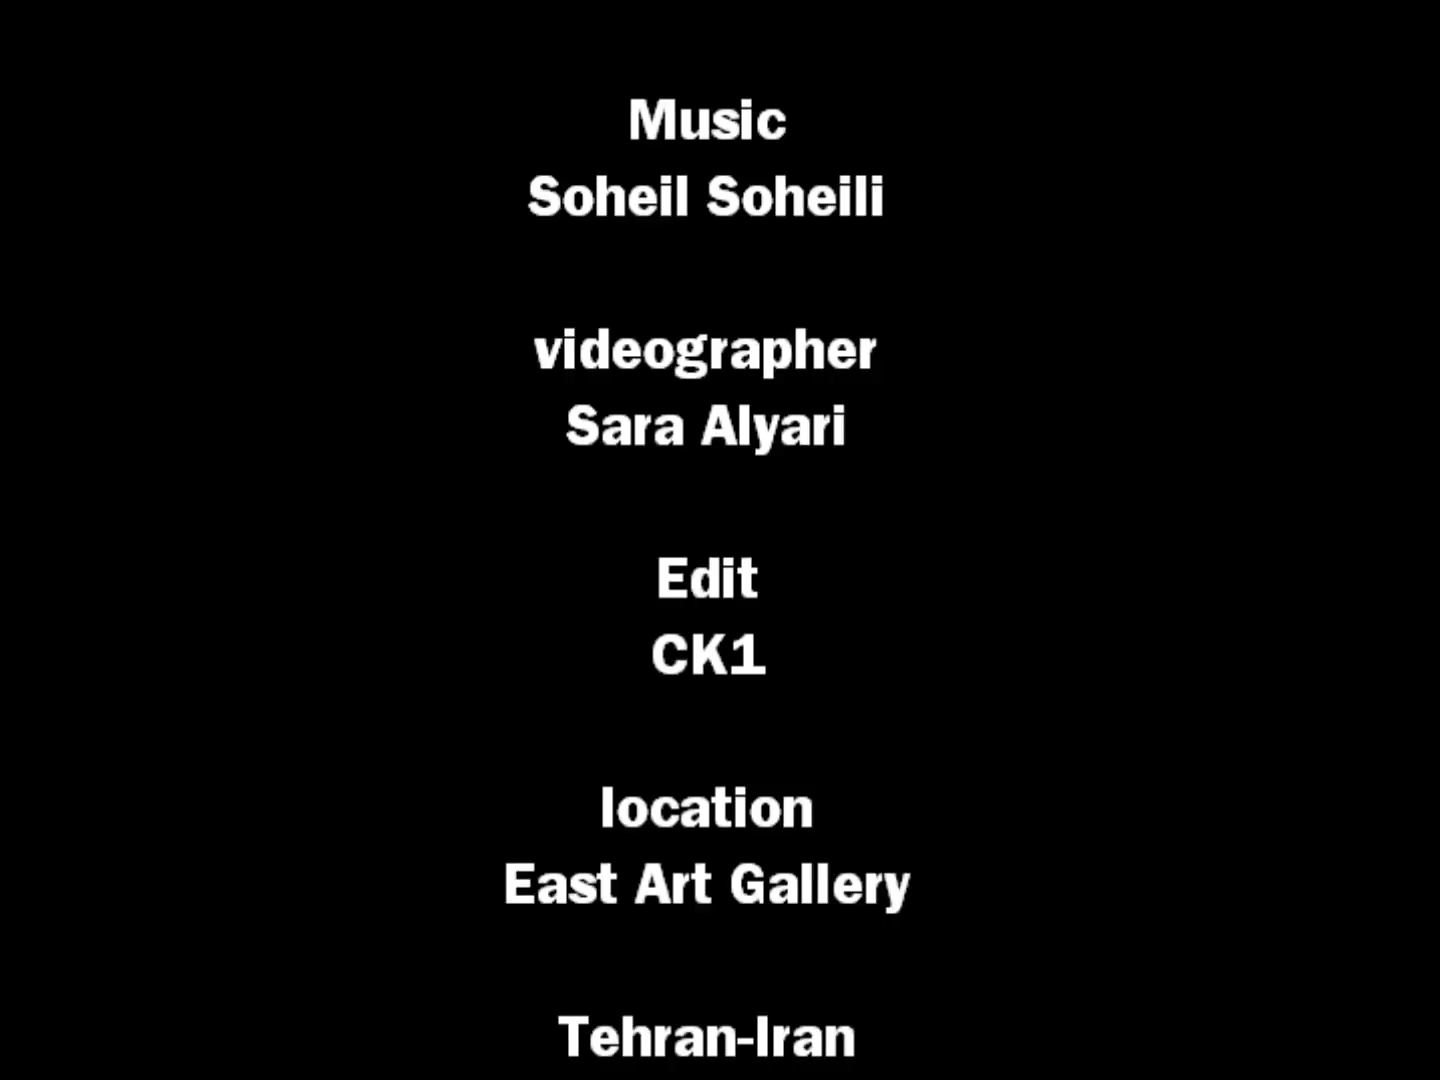 Music
Soheil Soheili
videographer
Sara Alyari
Edit
CK1
location
East Art Gallery
Tehran-Iran